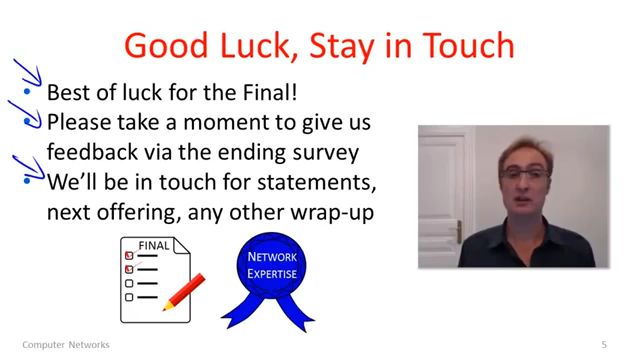 Good Luck, Stay in Touch
• Best of luck for the Final!
• Please take a moment to give us
feedback via the ending survey
• We’ll be in touch for statements,
next offering, any other wrap-up
FINAL
NETWORK
EXPERTISE
Computer Networks
5